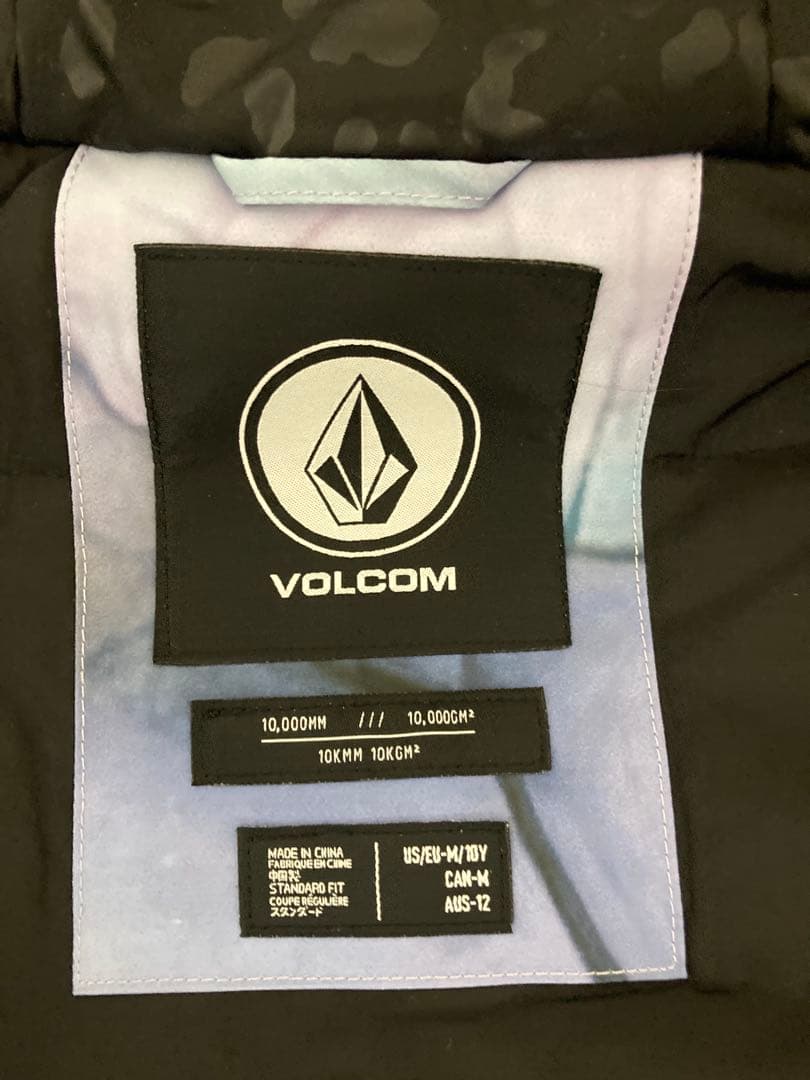 VOLCOM
10,000MM /// 10,000GM²
10KMM 10KGM²
MADE IN CHINA
FABRIQUE EN CHINE
中国製
STANDARD FIT
COUPE RÉGULIÈRE
スタンダード
US/EU-M/10Y
CAN-M
AUS-12